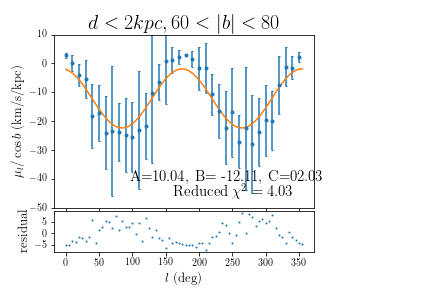 d < 2kpc, 60 < |b| < 80
10
0
−10
−20
−30
−40
−50
μ_l / cos b (km/s/kpc)
A=10.04, B= -12.11, C=02.03
Reduced χ² = 4.03
5
0
−5
residual
0 50 100 150 200 250 300 350
l (deg)